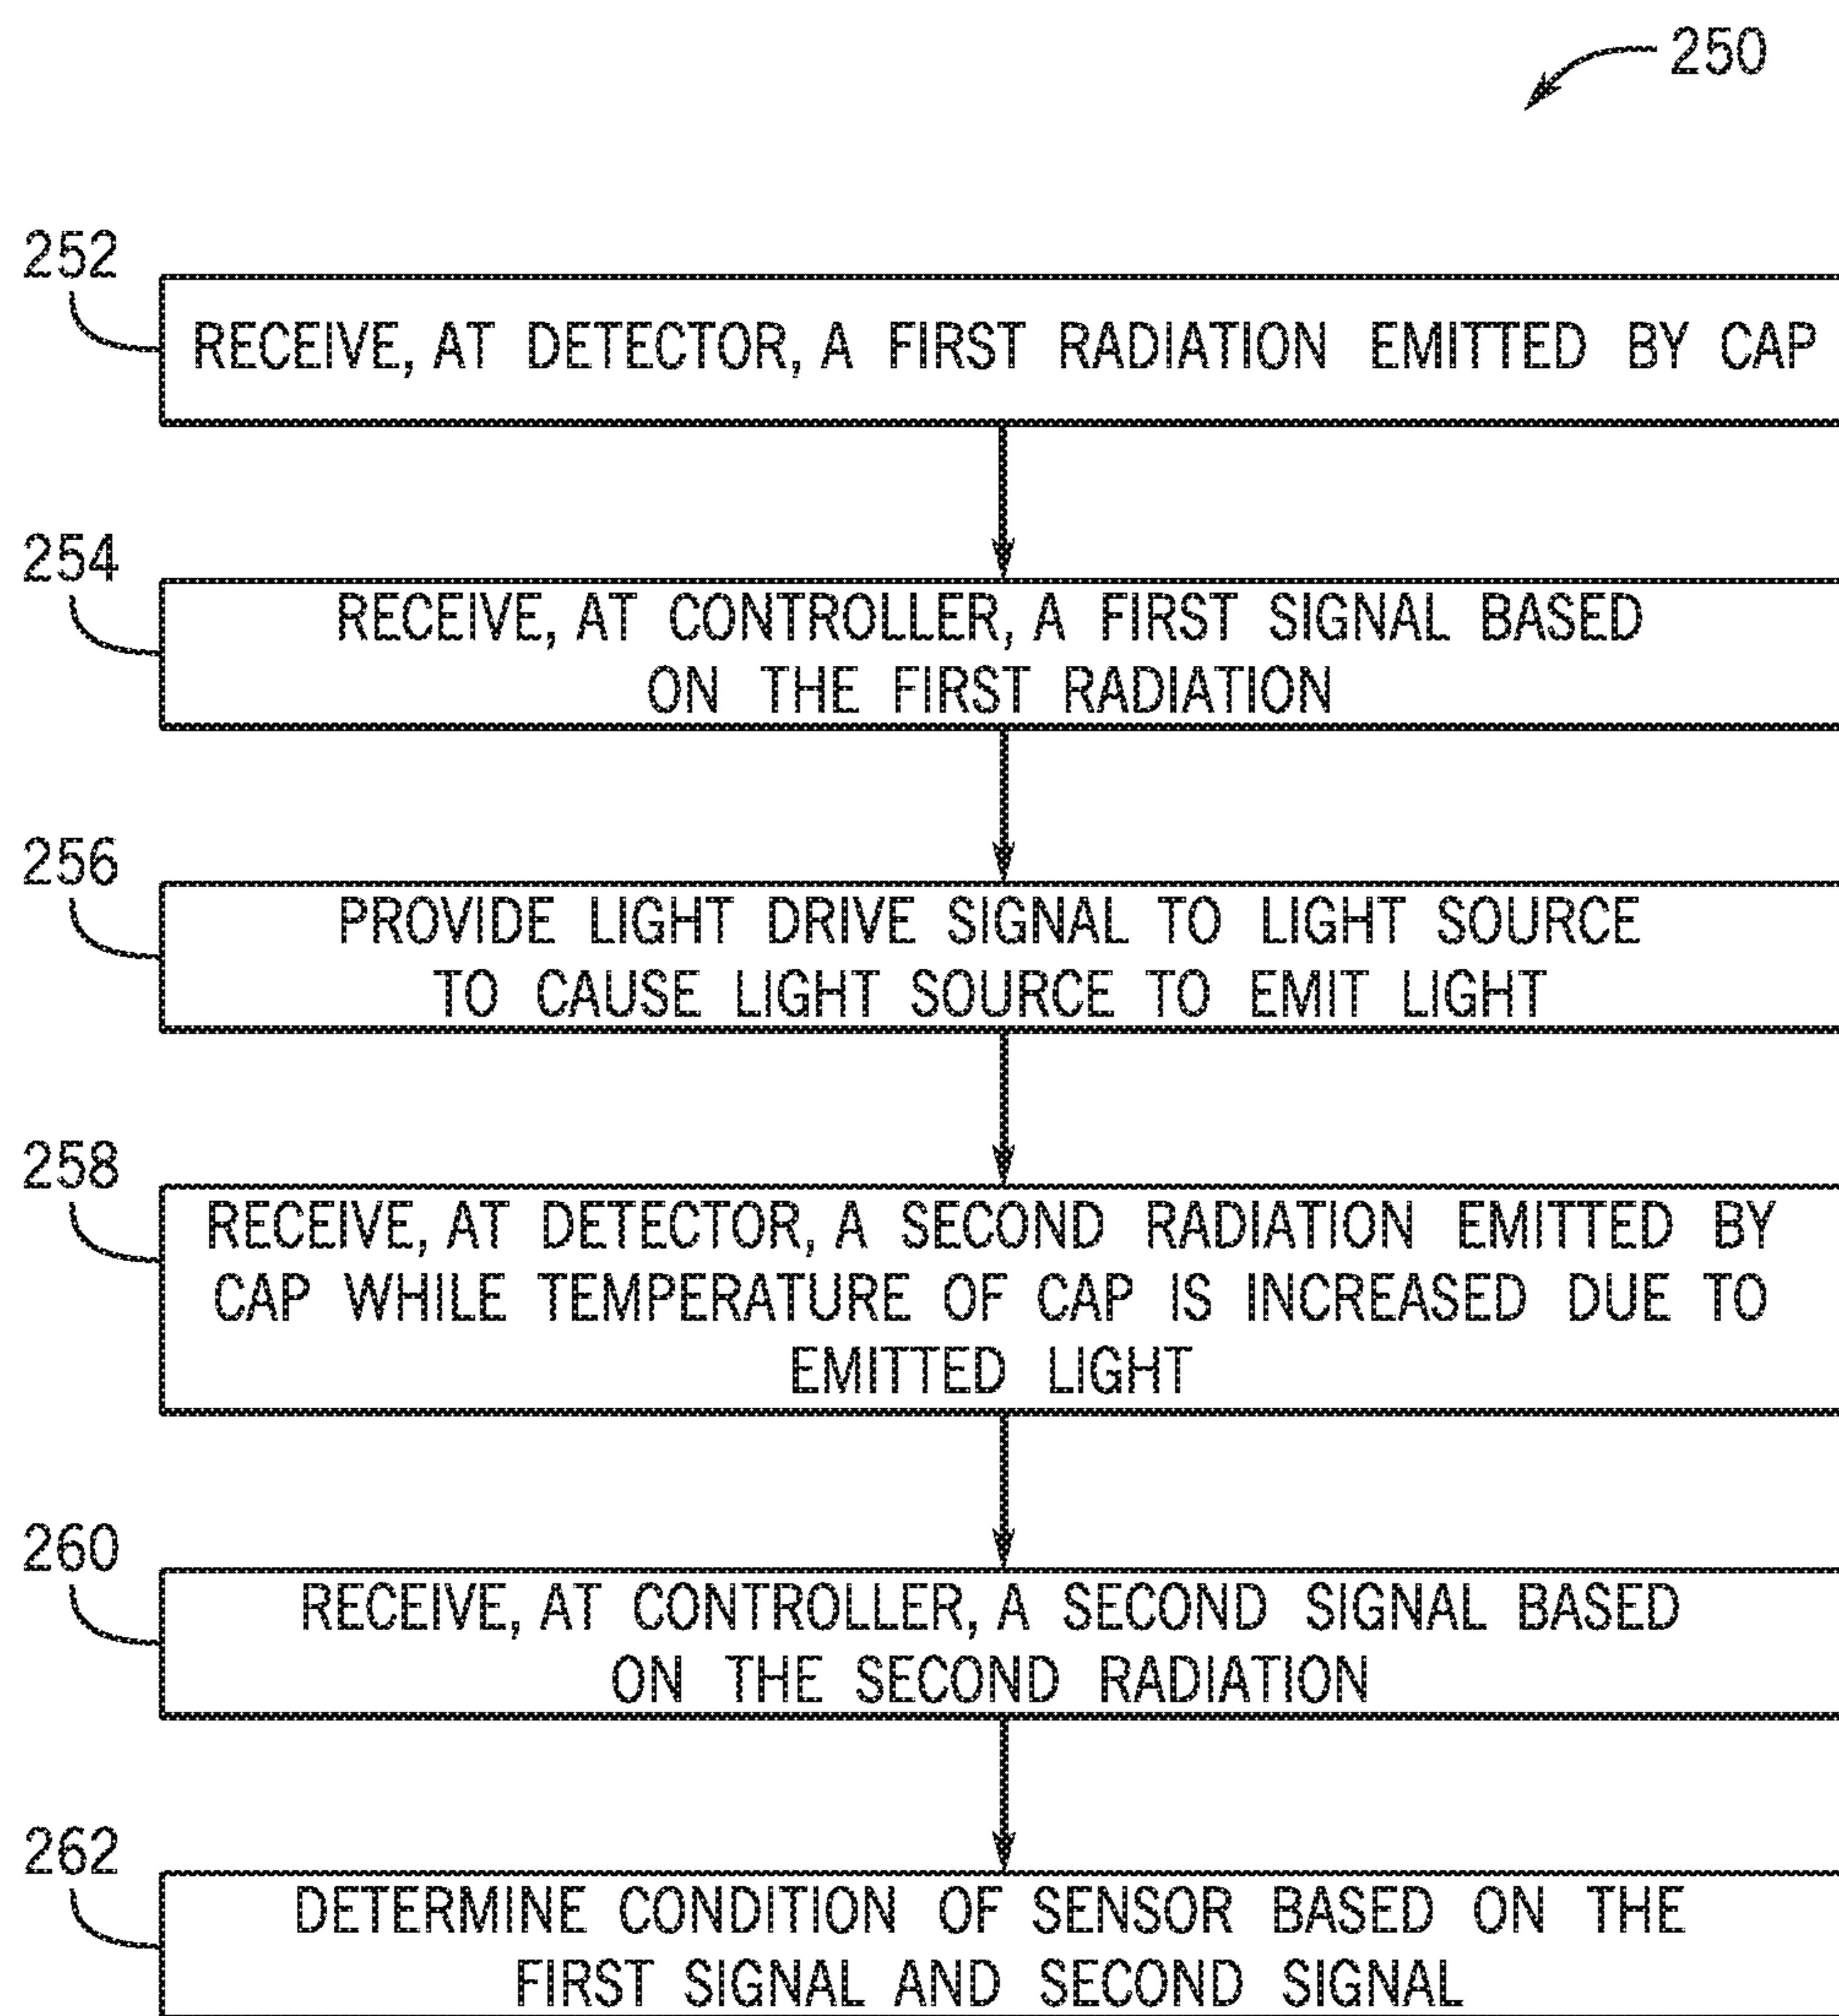 250
252
RECEIVE, AT DETECTOR, A FIRST RADIATION EMITTED BY CAP
254
RECEIVE, AT CONTROLLER, A FIRST SIGNAL BASED
ON THE FIRST RADIATION
256
PROVIDE LIGHT DRIVE SIGNAL TO LIGHT SOURCE
TO CAUSE LIGHT SOURCE TO EMIT LIGHT
258
RECEIVE, AT DETECTOR, A SECOND RADIATION EMITTED BY
CAP WHILE TEMPERATURE OF CAP IS INCREASED DUE TO
EMITTED LIGHT
260
RECEIVE, AT CONTROLLER, A SECOND SIGNAL BASED
ON THE SECOND RADIATION
262
DETERMINE CONDITION OF SENSOR BASED ON THE
FIRST SIGNAL AND SECOND SIGNAL